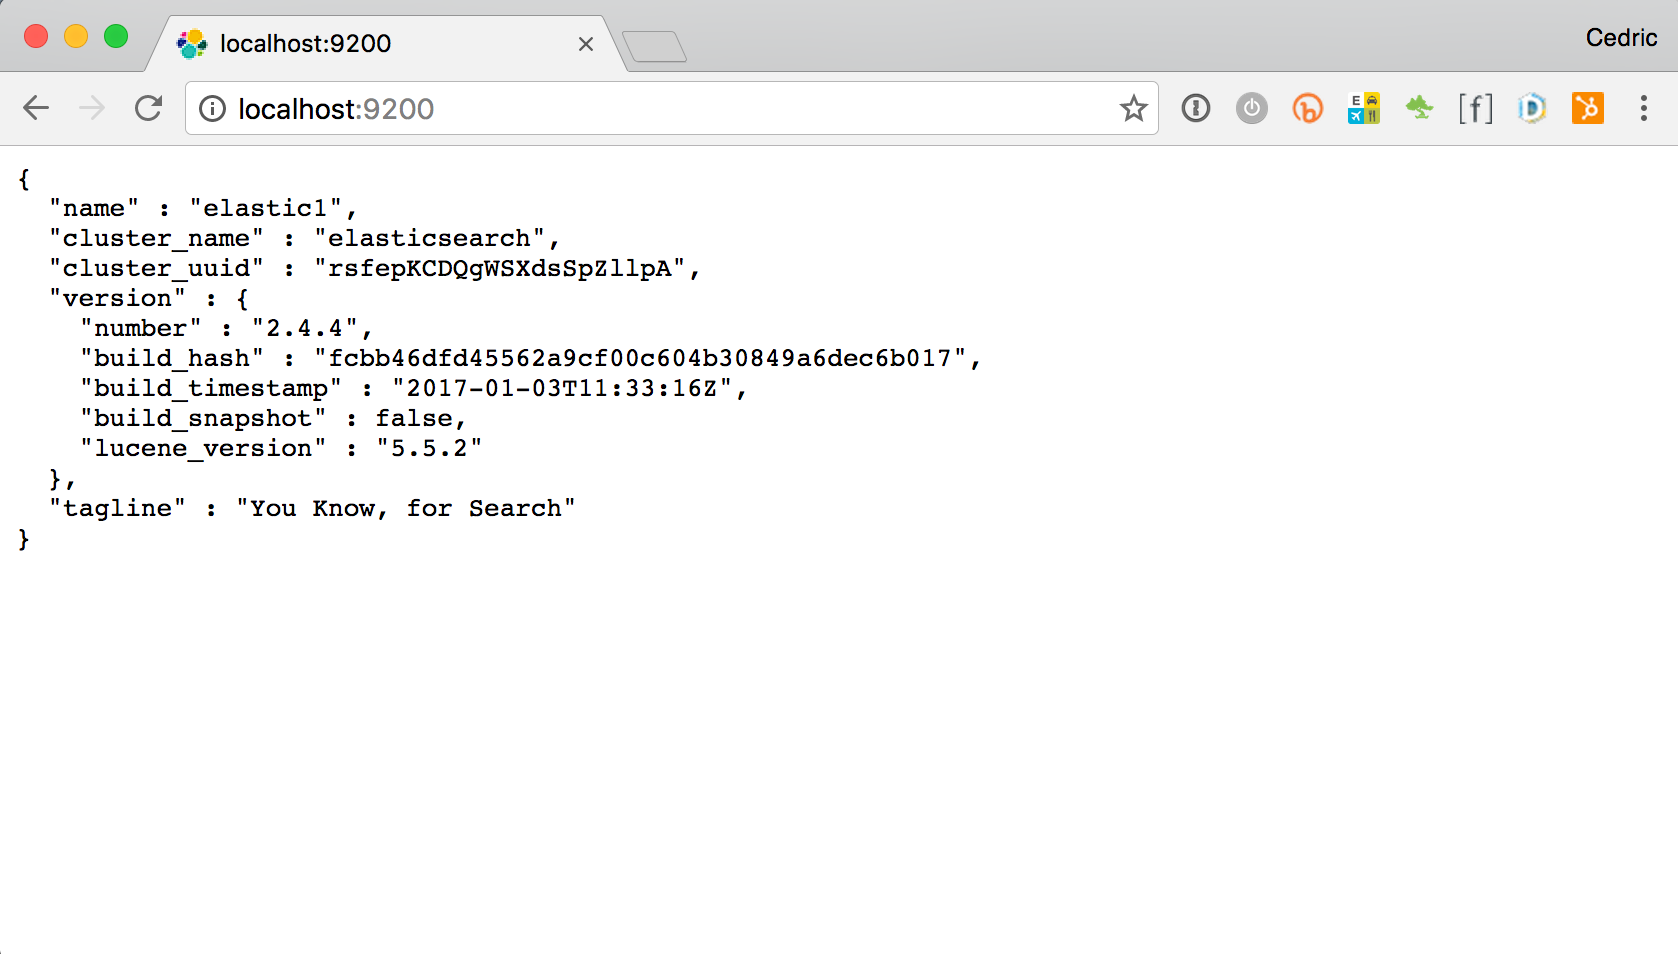 localhost:9200
Cedric
localhost:9200
{
  "name" : "elastic1",
  "cluster_name" : "elasticsearch",
  "cluster_uuid" : "rsfepKCDQgWSXdsSpZllpA",
  "version" : {
    "number" : "2.4.4",
    "build_hash" : "fcbb46dfd45562a9cf00c604b30849a6dec6b017",
    "build_timestamp" : "2017-01-03T11:33:16Z",
    "build_snapshot" : false,
    "lucene_version" : "5.5.2"
  },
  "tagline" : "You Know, for Search"
}